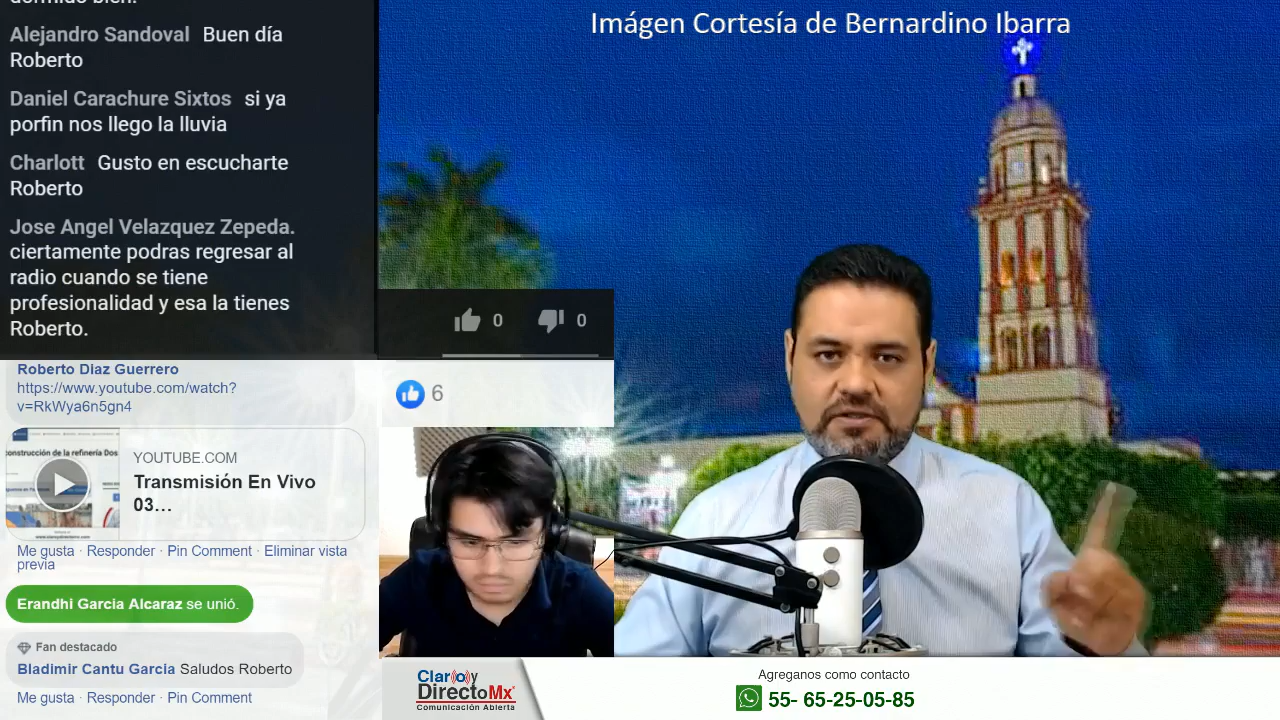 dormido bien.
Alejandro Sandoval Buen día
Roberto
Daniel Carachure Sixtos si ya
porfin nos llego la lluvia
Charlott Gusto en escucharte
Roberto
Jose Angel Velazquez Zepeda.
ciertamente podras regresar al
radio cuando se tiene
profesionalidad y esa la tienes
Roberto.
Roberto Diaz Guerrero
https://www.youtube.com/watch?
v=RkWya6n5gn4
onstrucción de la refinería Dos
YOUTUBE.COM
Transmisión En Vivo
03...
Me gusta · Responder · Pin Comment · Eliminar vista
previa
Erandhi Garcia Alcaraz se unió.
Fan destacado
Bladimir Cantu Garcia Saludos Roberto
Me gusta · Responder · Pin Comment
Imágen Cortesía de Bernardino Ibarra
0 0
6
Claro y
DirectoMx
Comunicación Abierta
Agreganos como contacto
55- 65-25-05-85